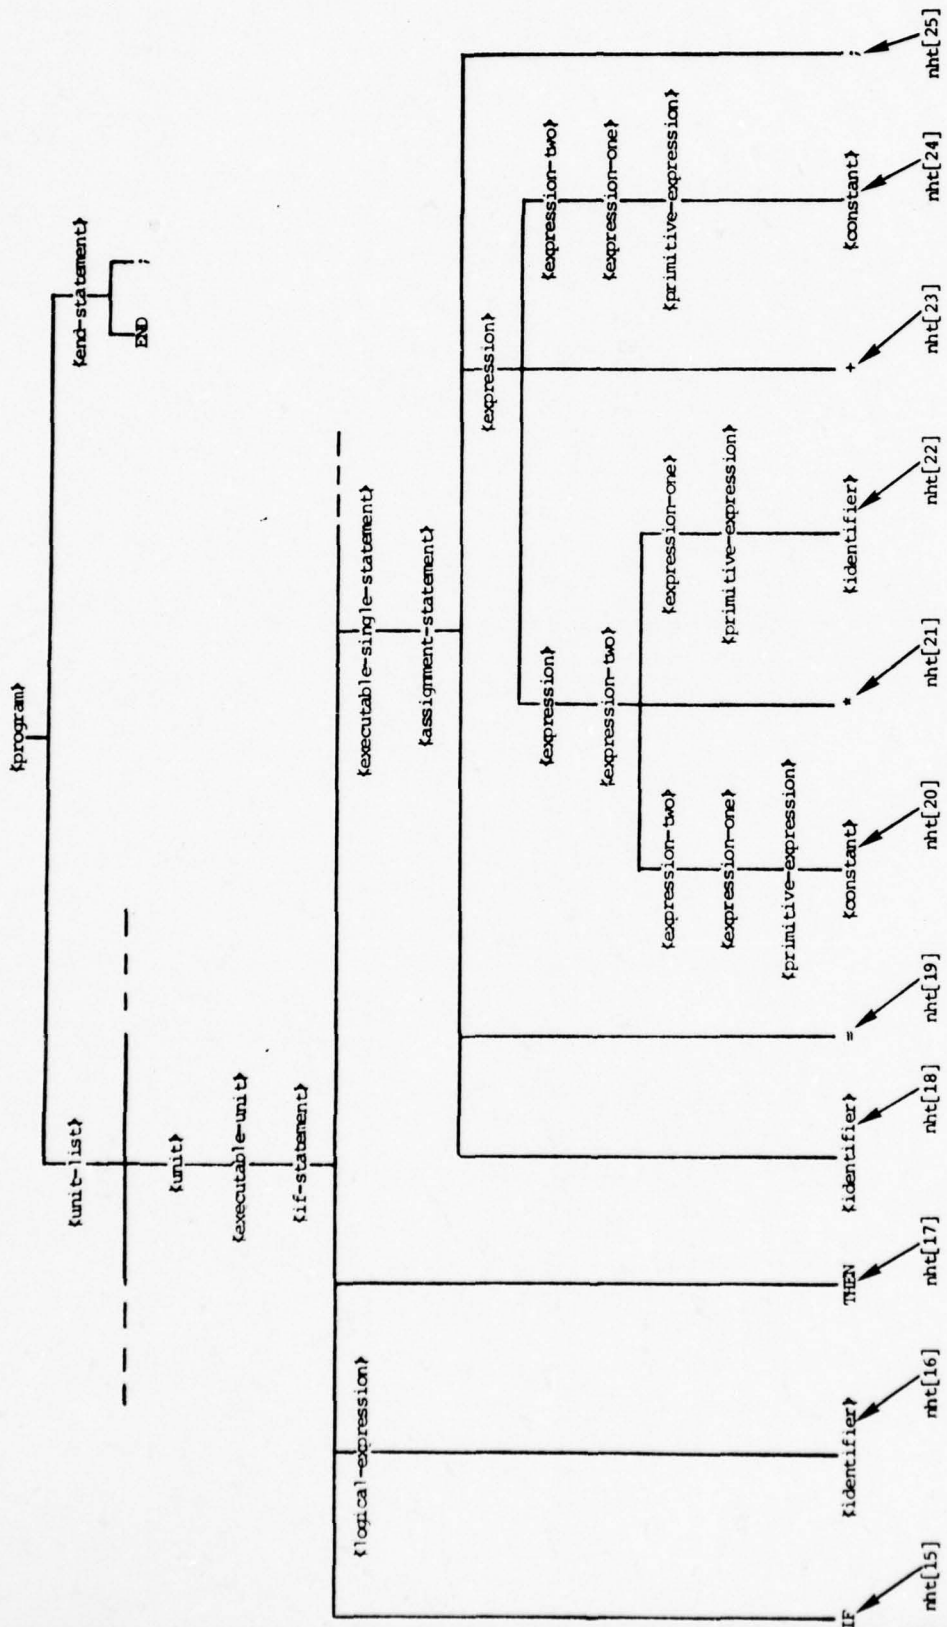 <program>
<unit-list>
<end-statement>
END
;
<unit>
<executable-unit>
<if-statement>
<logical-expression>
<executable-single-statement>
<assignment-statement>
<expression>
<expression>
<expression-two>
<expression-two>
<expression-one>
<primitive-expression>
<expression-two>
<expression-one>
<expression-one>
<primitive-expression>
<primitive-expression>
IF
<identifier>
THEN
<identifier>
=
<constant>
*
<identifier>
+
<constant>
;
nht[15]
nht[16]
nht[17]
nht[18]
nht[19]
nht[20]
nht[21]
nht[22]
nht[23]
nht[24]
nht[25]